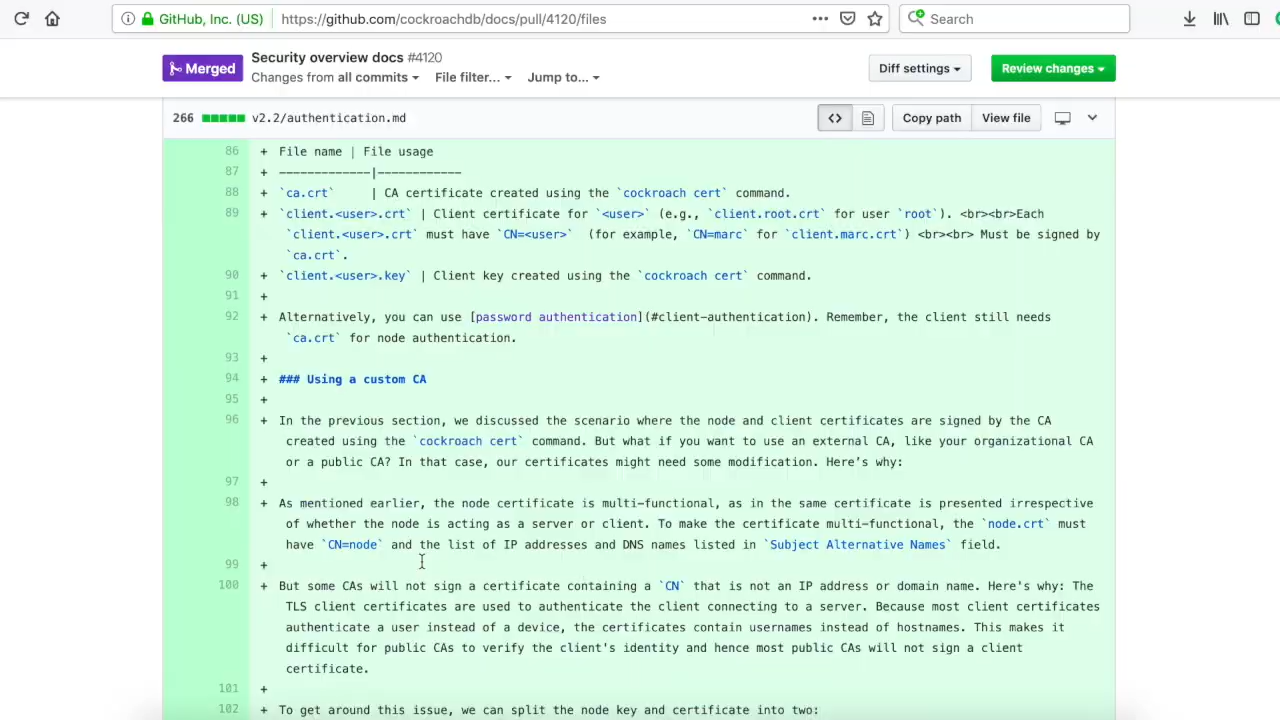 GitHub, Inc. (US)
https://github.com/cockroachdb/docs/pull/4120/files
Search
Merged
Security overview docs #4120
Changes from all commits
File filter...
Jump to...
Diff settings
Review changes
266
v2.2/authentication.md
<>
Copy path
View file
86 + File name | File usage
87 + -------------|------------
88 + `ca.crt`     | CA certificate created using the `cockroach cert` command.
89 + `client.<user>.crt` | Client certificate for `<user>` (e.g., `client.root.crt` for user `root`). <br><br>Each
`client.<user>.crt` must have `CN=<user>`  (for example, `CN=marc` for `client.marc.crt`) <br><br> Must be signed by
`ca.crt`.
90 + `client.<user>.key` | Client key created using the `cockroach cert` command.
91 +
92 + Alternatively, you can use [password authentication](#client-authentication). Remember, the client still needs
`ca.crt` for node authentication.
93 +
94 + ### Using a custom CA
95 +
96 + In the previous section, we discussed the scenario where the node and client certificates are signed by the CA
created using the `cockroach cert` command. But what if you want to use an external CA, like your organizational CA
or a public CA? In that case, our certificates might need some modification. Here’s why:
97 +
98 + As mentioned earlier, the node certificate is multi-functional, as in the same certificate is presented irrespective
of whether the node is acting as a server or client. To make the certificate multi-functional, the `node.crt` must
have `CN=node` and the list of IP addresses and DNS names listed in `Subject Alternative Names` field.
99 +
100 + But some CAs will not sign a certificate containing a `CN` that is not an IP address or domain name. Here's why: The
TLS client certificates are used to authenticate the client connecting to a server. Because most client certificates
authenticate a user instead of a device, the certificates contain usernames instead of hostnames. This makes it
difficult for public CAs to verify the client's identity and hence most public CAs will not sign a client
certificate.
101 +
102 + To get around this issue, we can split the node key and certificate into two: